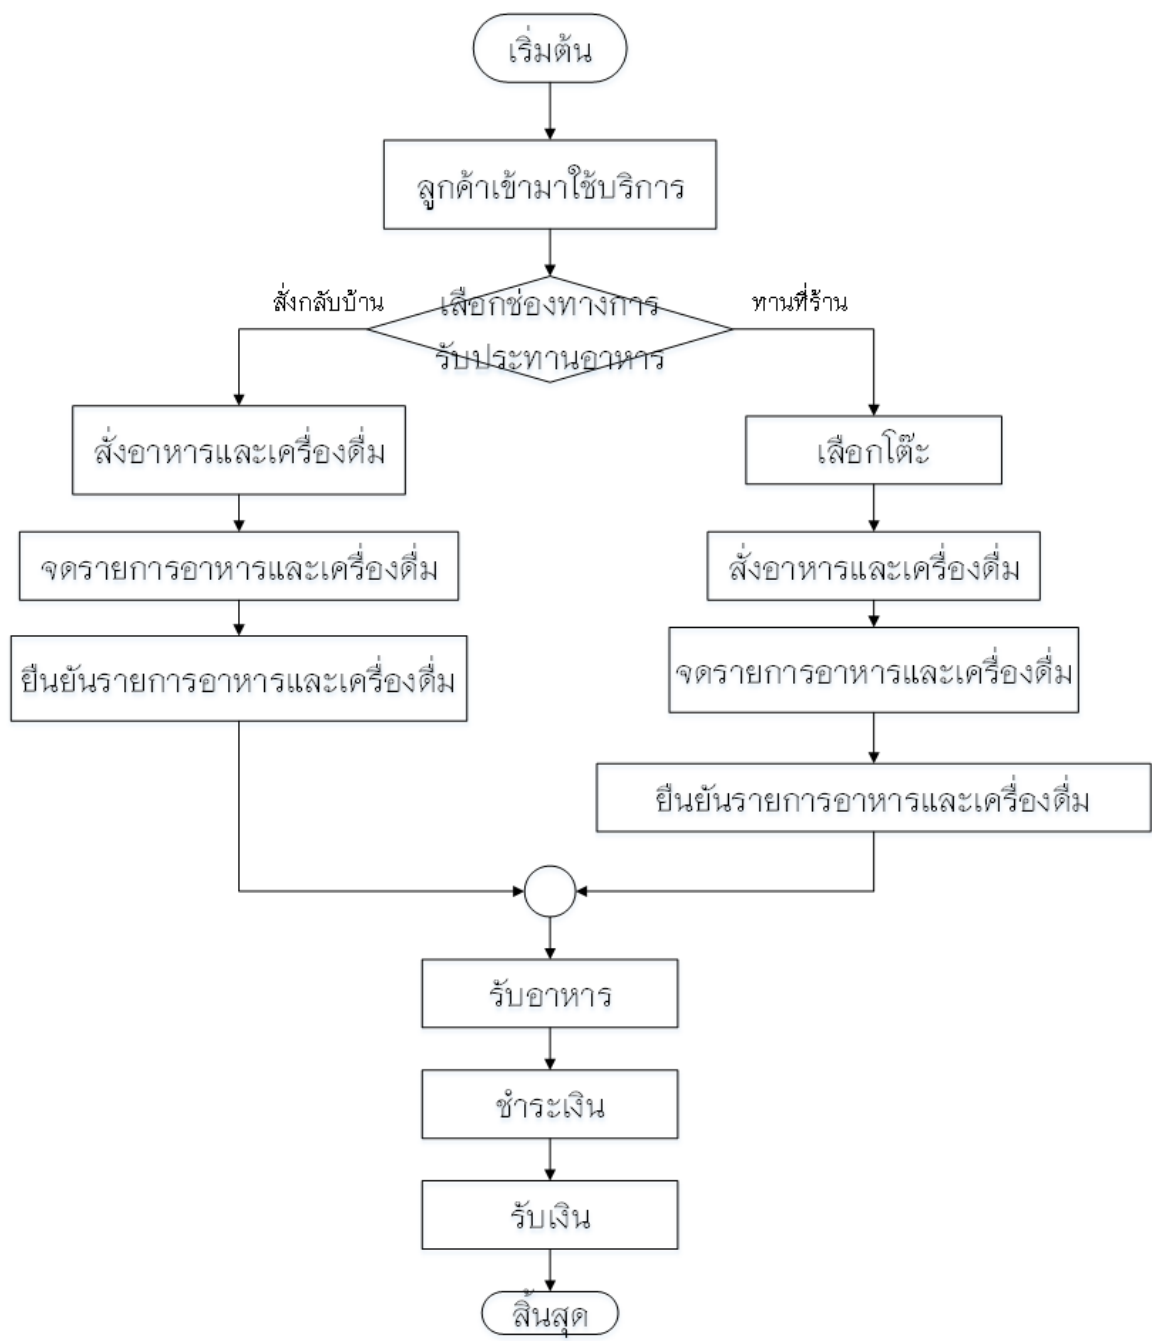 เริ่มต้น
ลูกค้าเข้ามาใช้บริการ
สั่งกลับบ้าน
เลือกช่องทางการ
รับประทานอาหาร
ทานที่ร้าน
สั่งอาหารและเครื่องดื่ม
จดรายการอาหารและเครื่องดื่ม
ยืนยันรายการอาหารและเครื่องดื่ม
เลือกโต๊ะ
สั่งอาหารและเครื่องดื่ม
จดรายการอาหารและเครื่องดื่ม
ยืนยันรายการอาหารและเครื่องดื่ม
รับอาหาร
ชำระเงิน
รับเงิน
สิ้นสุด